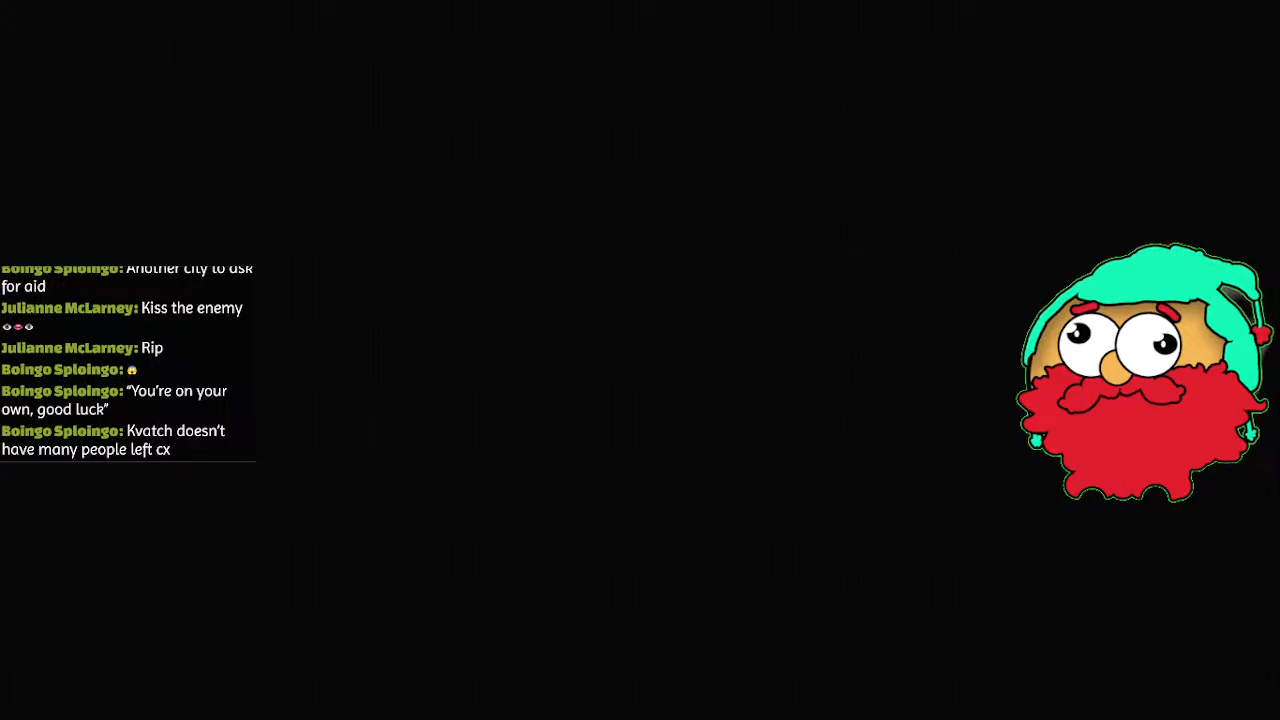 Boingo Sploingo: Another city to ask
for aid
Julianne McLarney: Kiss the enemy
👁👄👁
Julianne McLarney: Rip
Boingo Sploingo: 😱
Boingo Sploingo: “You’re on your
own, good luck”
Boingo Sploingo: Kvatch doesn’t
have many people left cx